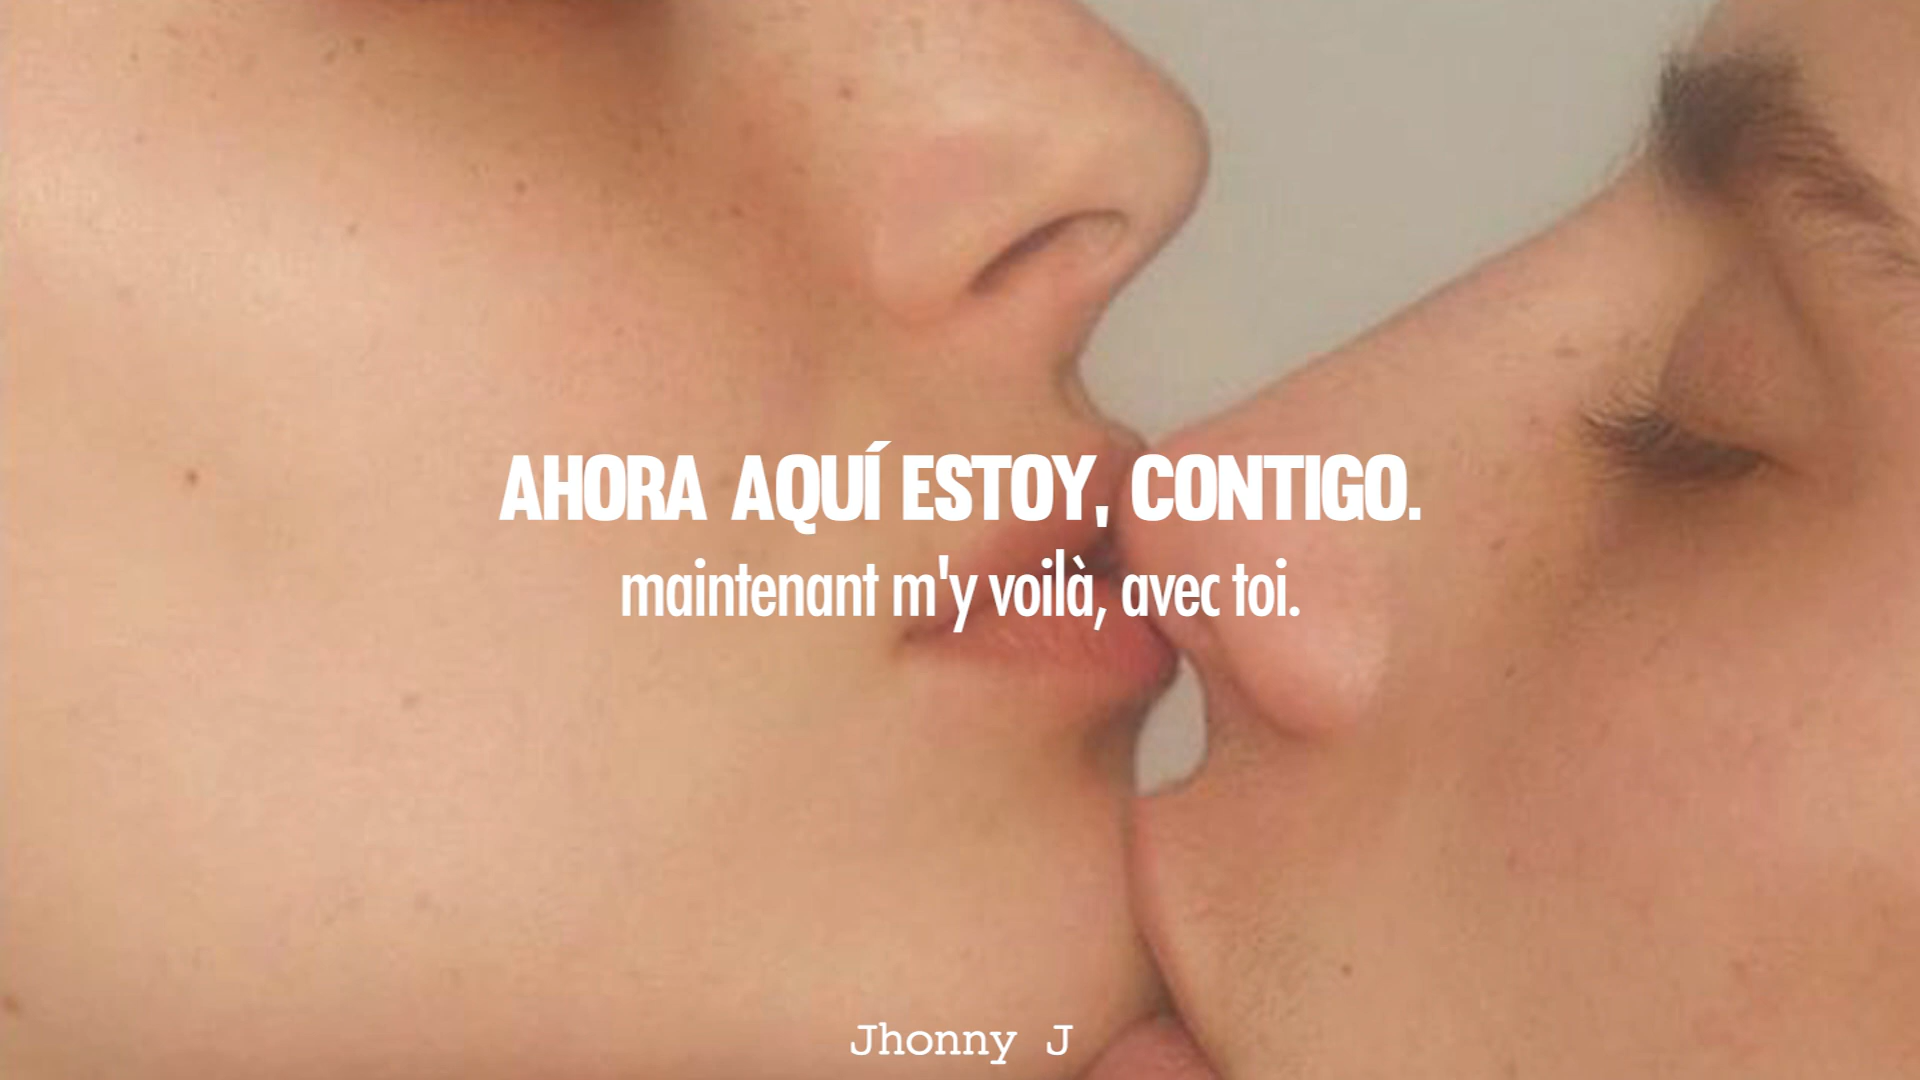 AHORA AQUÍ ESTOY, CONTIGO.
maintenant m'y voilà, avec toi.
Jhonny J